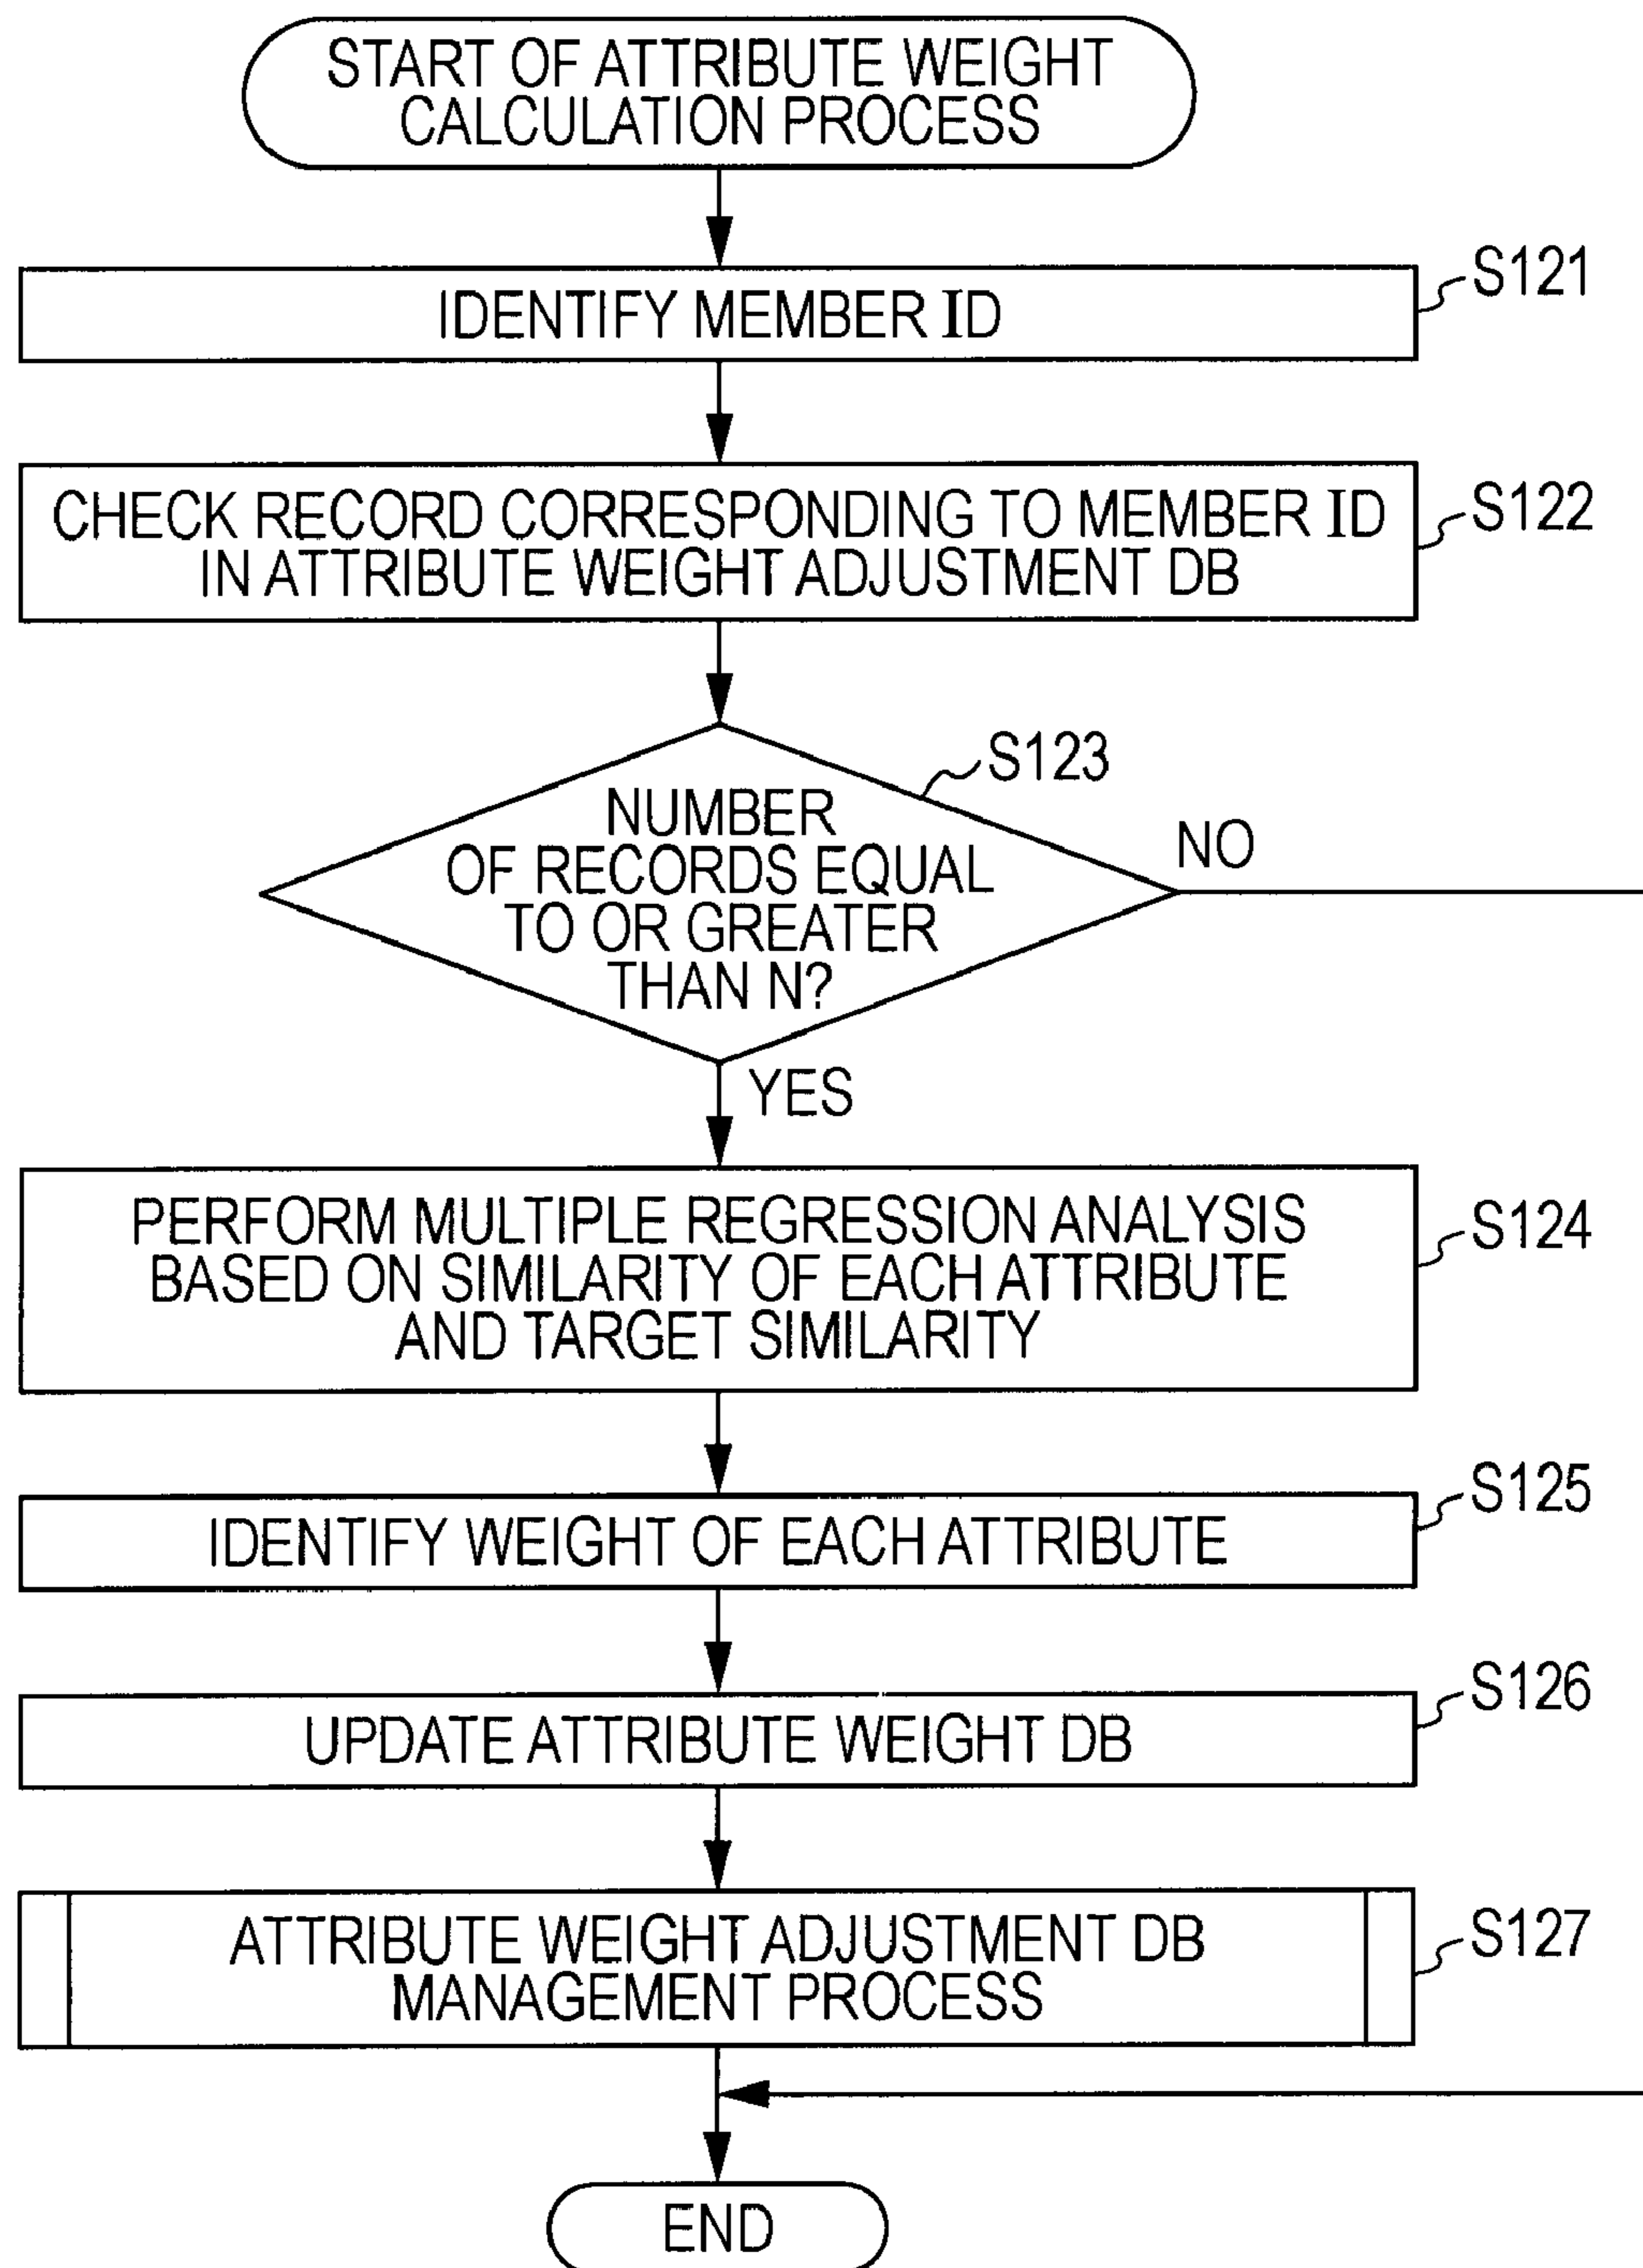 START OF ATTRIBUTE WEIGHT
CALCULATION PROCESS
S121
IDENTIFY MEMBER ID
S122
CHECK RECORD CORRESPONDING TO MEMBER ID
IN ATTRIBUTE WEIGHT ADJUSTMENT DB
S123
NUMBER
OF RECORDS EQUAL
TO OR GREATER
THAN N?
NO
YES
S124
PERFORM MULTIPLE REGRESSION ANALYSIS
BASED ON SIMILARITY OF EACH ATTRIBUTE
AND TARGET SIMILARITY
S125
IDENTIFY WEIGHT OF EACH ATTRIBUTE
S126
UPDATE ATTRIBUTE WEIGHT DB
S127
ATTRIBUTE WEIGHT ADJUSTMENT DB
MANAGEMENT PROCESS
END